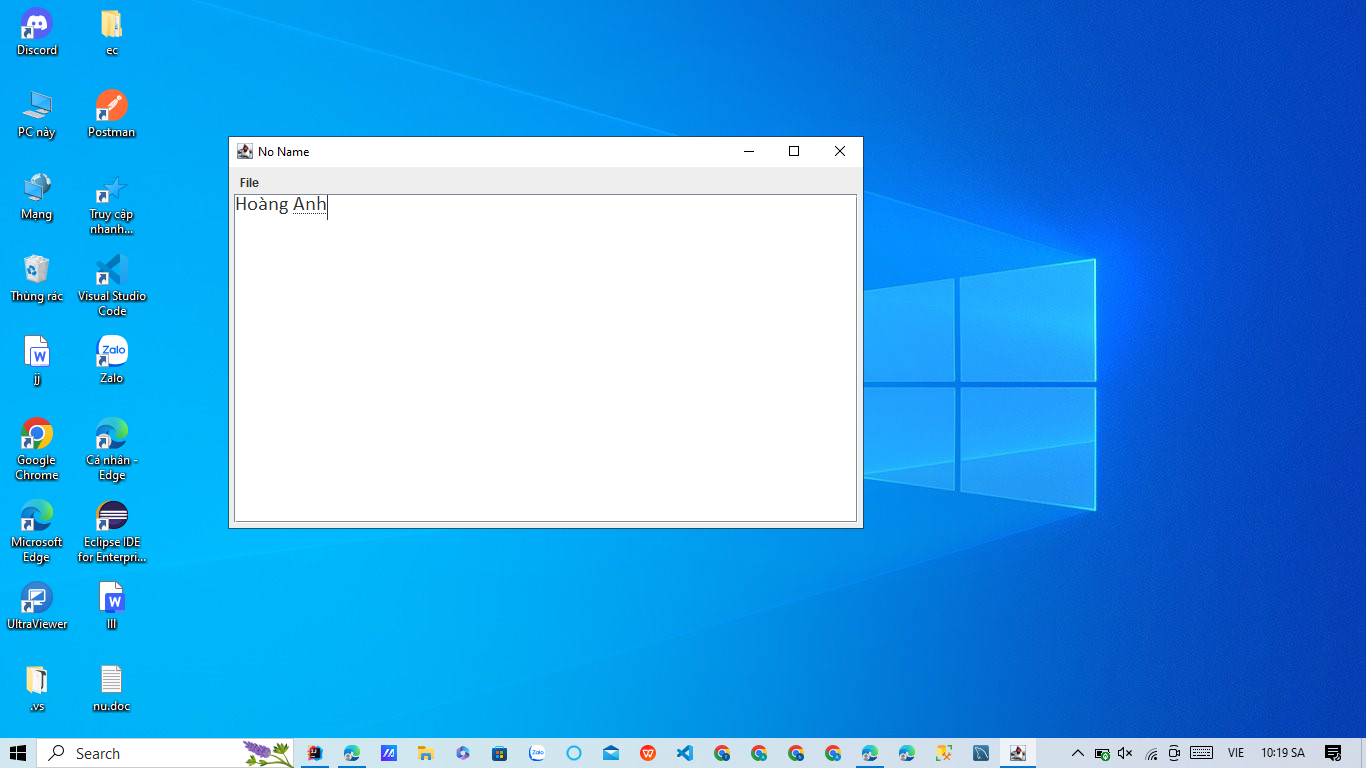 Discord
ec
PC này
Postman
Mạng
Truy cập
nhanh...
Thùng rác
Visual Studio
Code
jj
Zalo
Zalo
Google
Chrome
Cá nhân -
Edge
Microsoft
Edge
Eclipse IDE
for Enterpri...
UltraViewer
lll
.vs
nu.doc
No Name
File
Hoàng Anh
Search
Zalo
VIE
10:19 SA